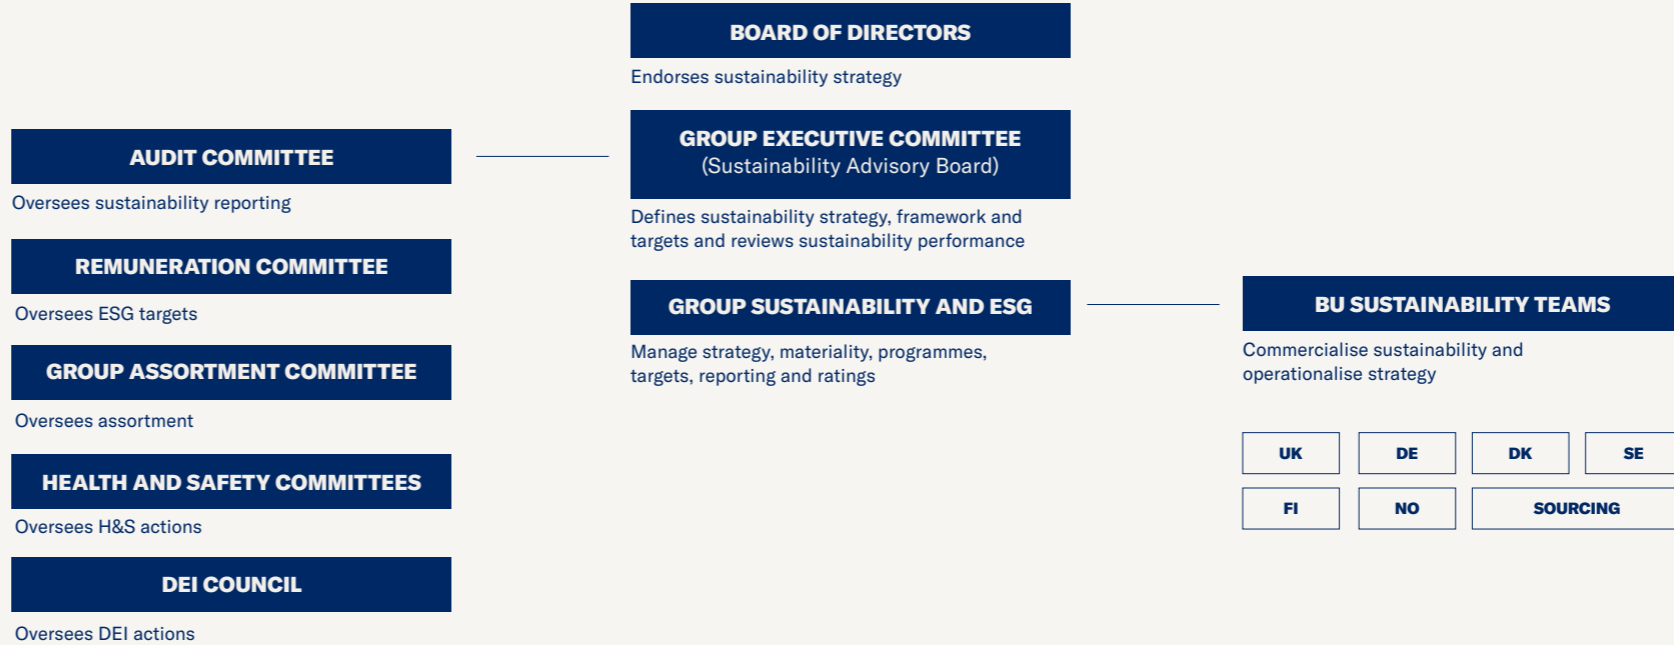 BOARD OF DIRECTORS
Endorses sustainability strategy
GROUP EXECUTIVE COMMITTEE
(Sustainability Advisory Board)
Defines sustainability strategy, framework and
targets and reviews sustainability performance
GROUP SUSTAINABILITY AND ESG
Manage strategy, materiality, programmes,
targets, reporting and ratings
AUDIT COMMITTEE
Oversees sustainability reporting
REMUNERATION COMMITTEE
Oversees ESG targets
GROUP ASSORTMENT COMMITTEE
Oversees assortment
HEALTH AND SAFETY COMMITTEES
Oversees H&S actions
DEI COUNCIL
Oversees DEI actions
BU SUSTAINABILITY TEAMS
Commercialise sustainability and
operationalise strategy
UK
DE
DK
SE
FI
NO
SOURCING